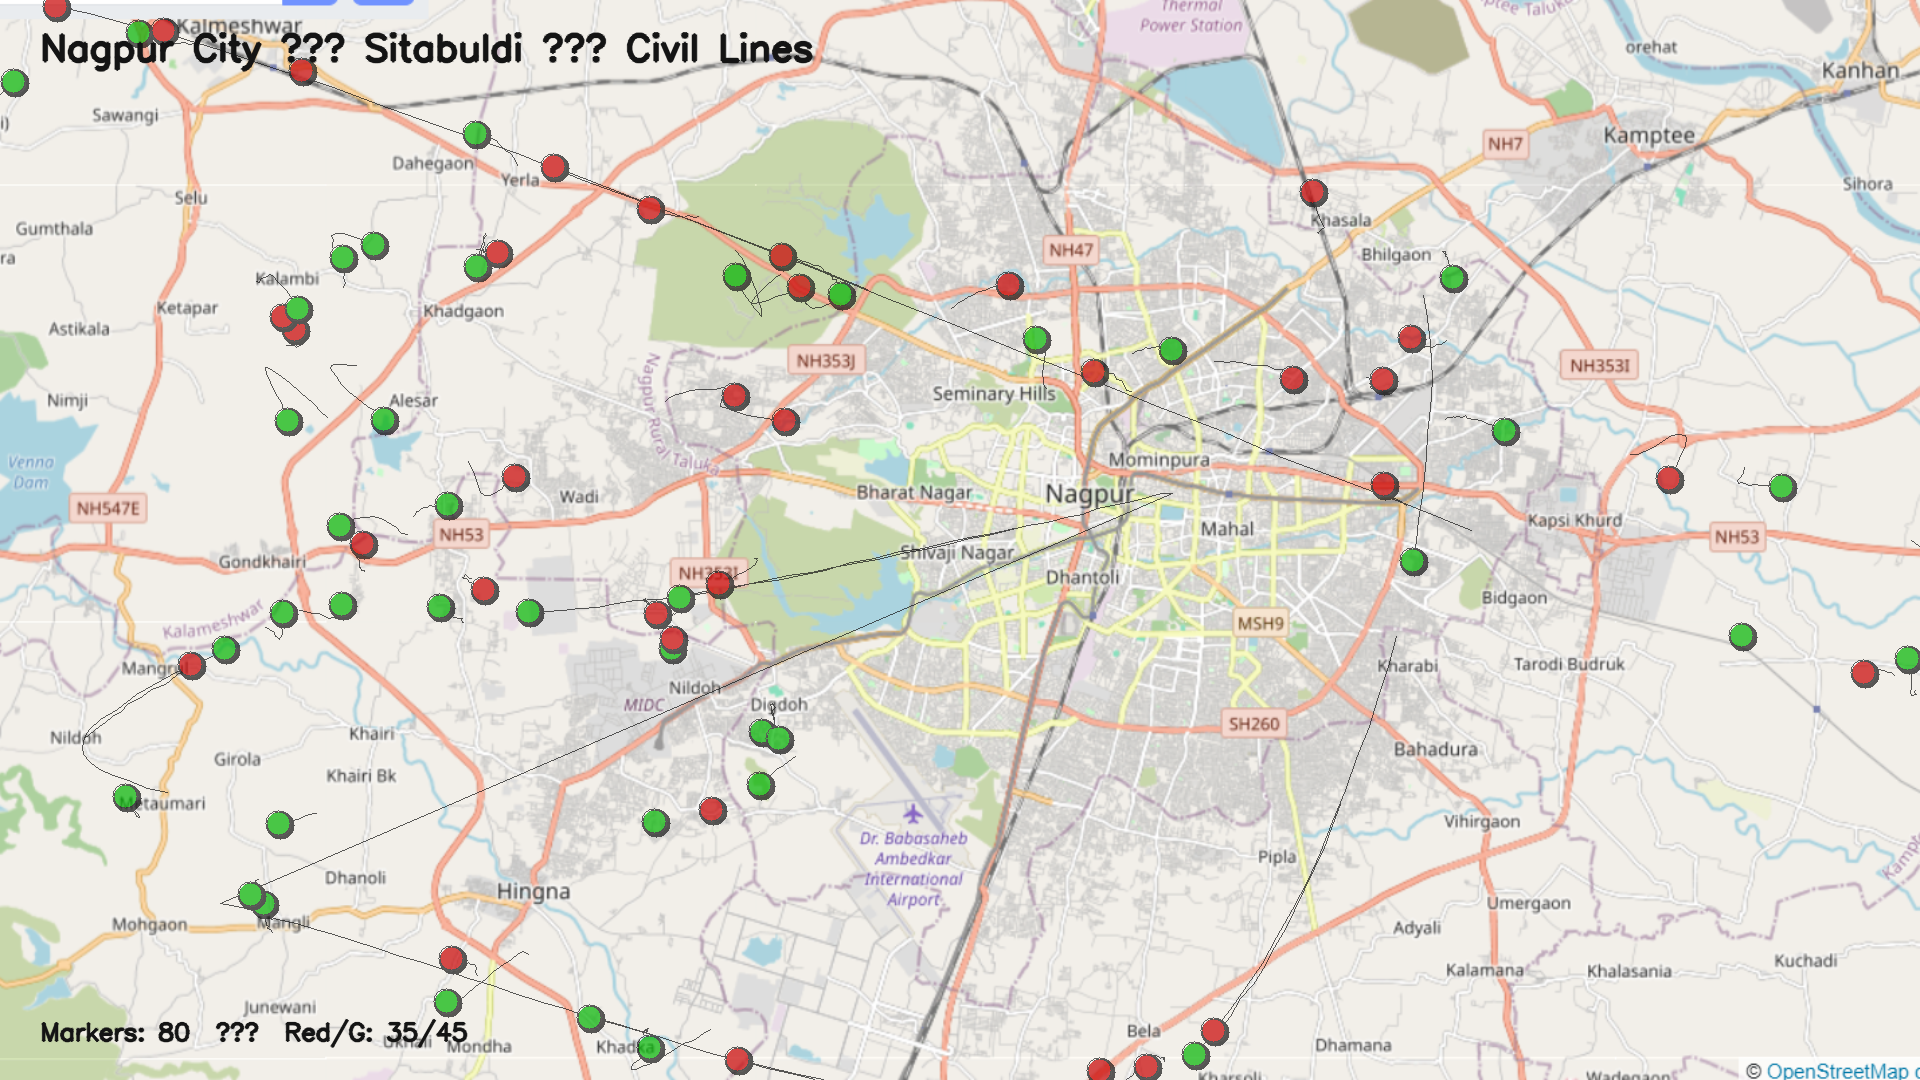 Thermal
Power Station
ptee Taluka
Kalmeshwar
orehat
Nagpur City ??? Sitabuldi ??? Civil Lines
Kanhan
Sawangi
i)
NH7
Kamptee
Dahegaon
Yerla
Sihora
Selu
Khasala
Gumthala
NH47
Bhilgaon
ra
Kalambi
Ketapar
Khadgaon
Astikala
NH353J
NH353I
Nagpur Rural Taluka
Seminary Hills
Nimji
Alesar
Mominpura
Venna
Dam
Wadi
Bharat Nagar
Nagpur
NH547E
Kapsi Khurd
NH53
Mahal
NH53
Shivaji Nagar
Gondkhairi
NH353I
Dhantoli
Bidgaon
Kalameshwar
MSH9
Mangrul
Kharabi
Tarodi Budruk
Nildoh
MIDC
Digdoh
SH260
Nildoh
Khairi
Bahadura
Girola
Khairi Bk
Metaumari
Vihirgaon
Dr. Babasaheb
Ambedkar
International
Airport
Pipla
Dhanoli
Hingna
Umergaon
Mohgaon
Mangli
Adyali
Kalamana
Khalasania
Kuchadi
Junewani
Markers: 80 ??? Red/G: 35/45
Bela
Mondha
Khadka
Dhamana
Kharsoli
Wadegaon
© OpenStreetMap c